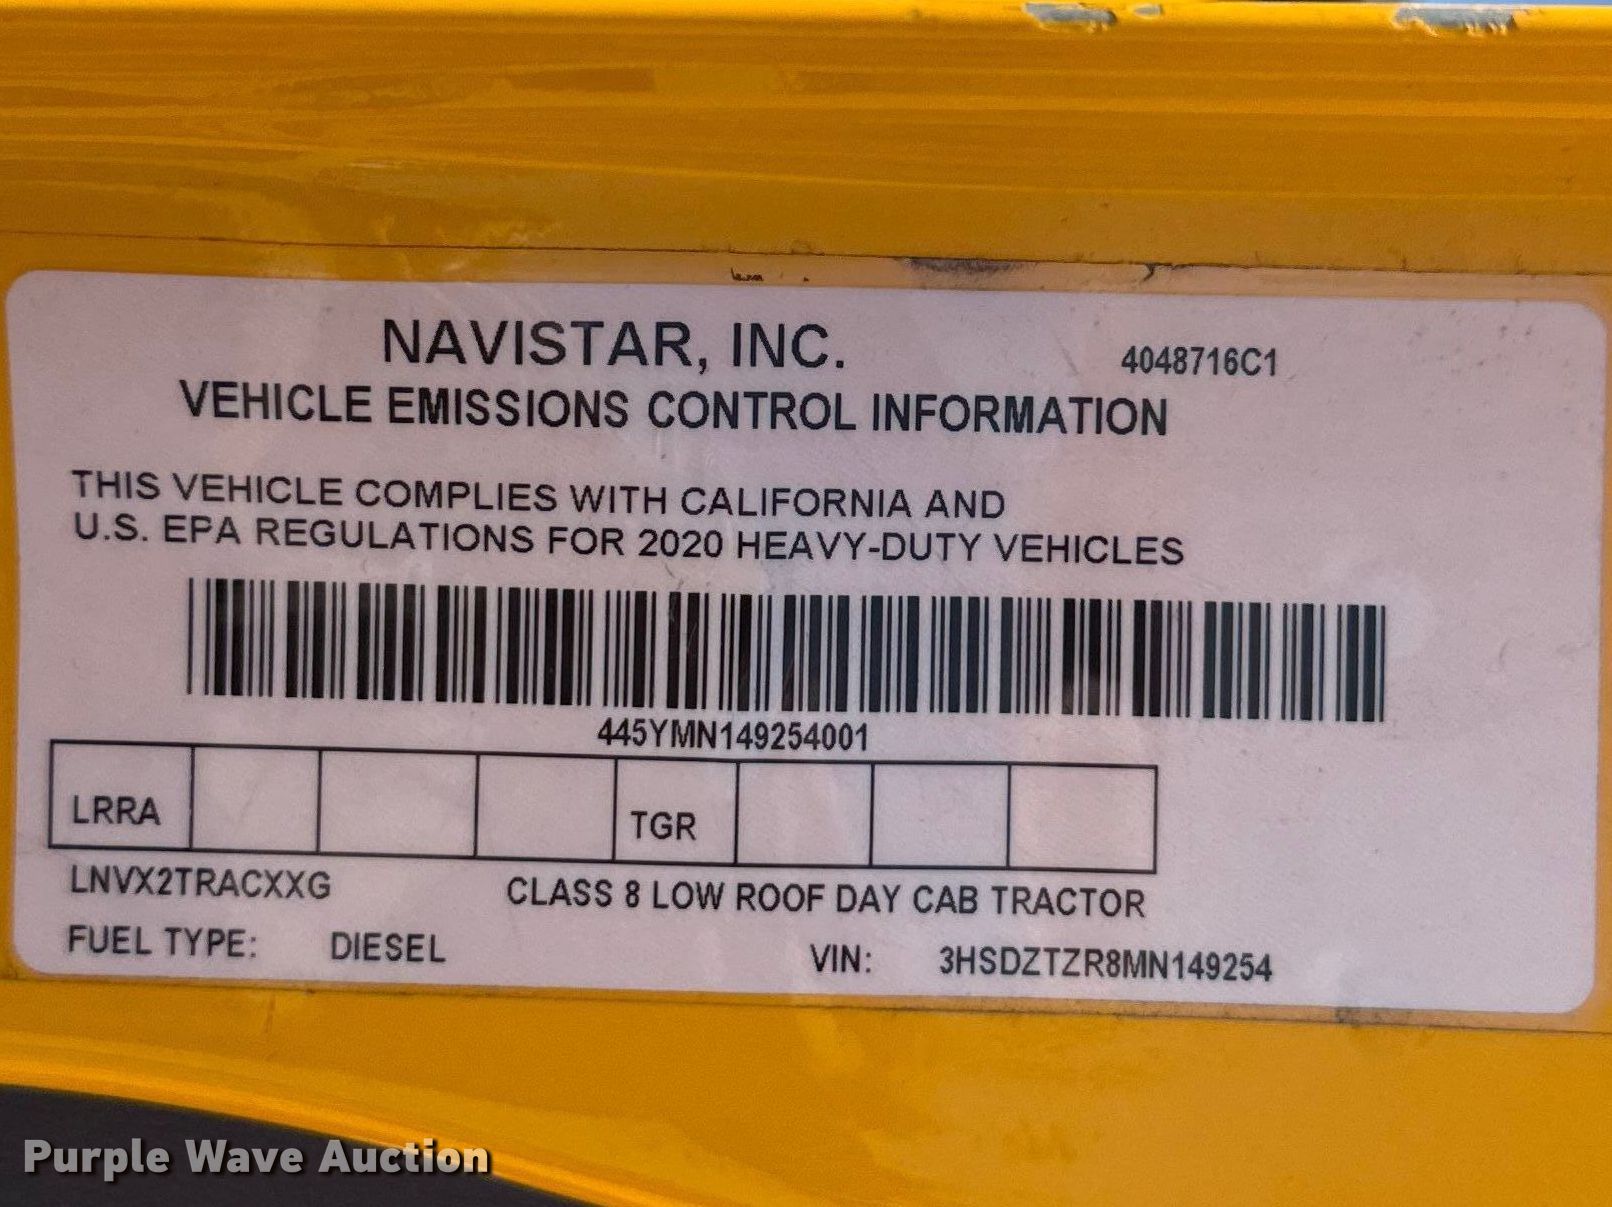 NAVISTAR, INC.
4048716C1
VEHICLE EMISSIONS CONTROL INFORMATION
THIS VEHICLE COMPLIES WITH CALIFORNIA AND
U.S. EPA REGULATIONS FOR 2020 HEAVY-DUTY VEHICLES
445YMN149254001
LRRA TGR
LNVX2TRACXXG CLASS 8 LOW ROOF DAY CAB TRACTOR
FUEL TYPE: DIESEL VIN: 3HSDZTZR8MN149254
Purple Wave Auction